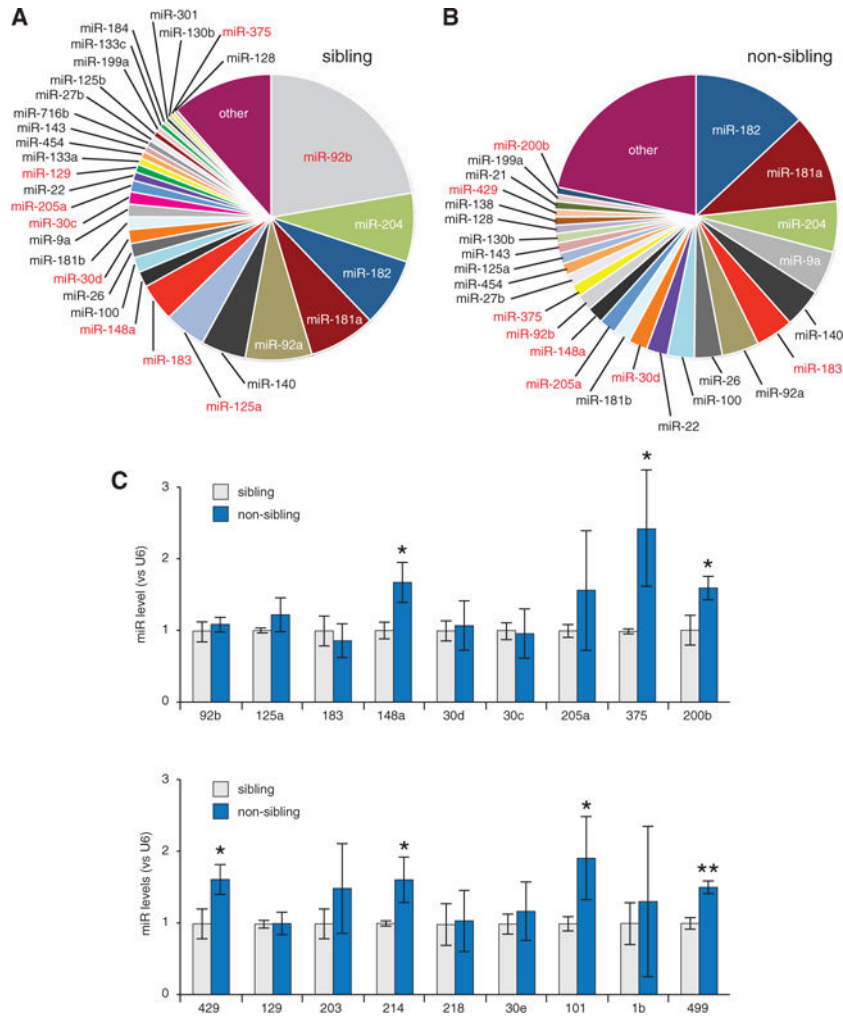 A
sibling
miR-301
miR-184
miR-130b
miR-375
miR-133c
miR-128
miR-199a
miR-125b
miR-27b
miR-716b
miR-143
miR-454
miR-133a
miR-129
miR-22
miR-205a
miR-30c
miR-9a
miR-181b
miR-30d
miR-26
miR-100
miR-148a
miR-183
miR-125a
miR-140
miR-92a
miR-181a
miR-182
miR-204
miR-92b
other
B
non-sibling
other
miR-182
miR-181a
miR-204
miR-9a
miR-140
miR-183
miR-92a
miR-26
miR-100
miR-22
miR-30d
miR-181b
miR-205a
miR-148a
miR-92b
miR-375
miR-27b
miR-454
miR-125a
miR-143
miR-130b
miR-128
miR-138
miR-429
miR-21
miR-199a
miR-200b
C
miR level (vs U6)
3
2
1
0
sibling
non-sibling
*
*
*
92b 125a 183 148a 30d 30c 205a 375 200b
miR levels (vs U6)
3
2
1
0
sibling
non-sibling
*
*
*
**
429 129 203 214 218 30e 101 1b 499